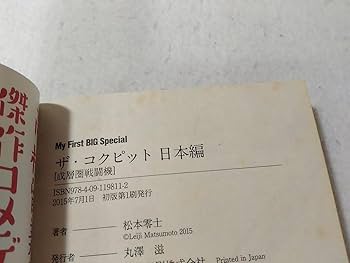 傑作コメデ
My First BIG Special
ザ・コクピット 日本編
[成層圏戦闘機]
ISBN978-4-09-119811-2
2015年7月1日 初版第1刷発行
著者 松本零士
©Leiji Matsumoto 2015
発行者 丸澤 滋
Printed in Japan